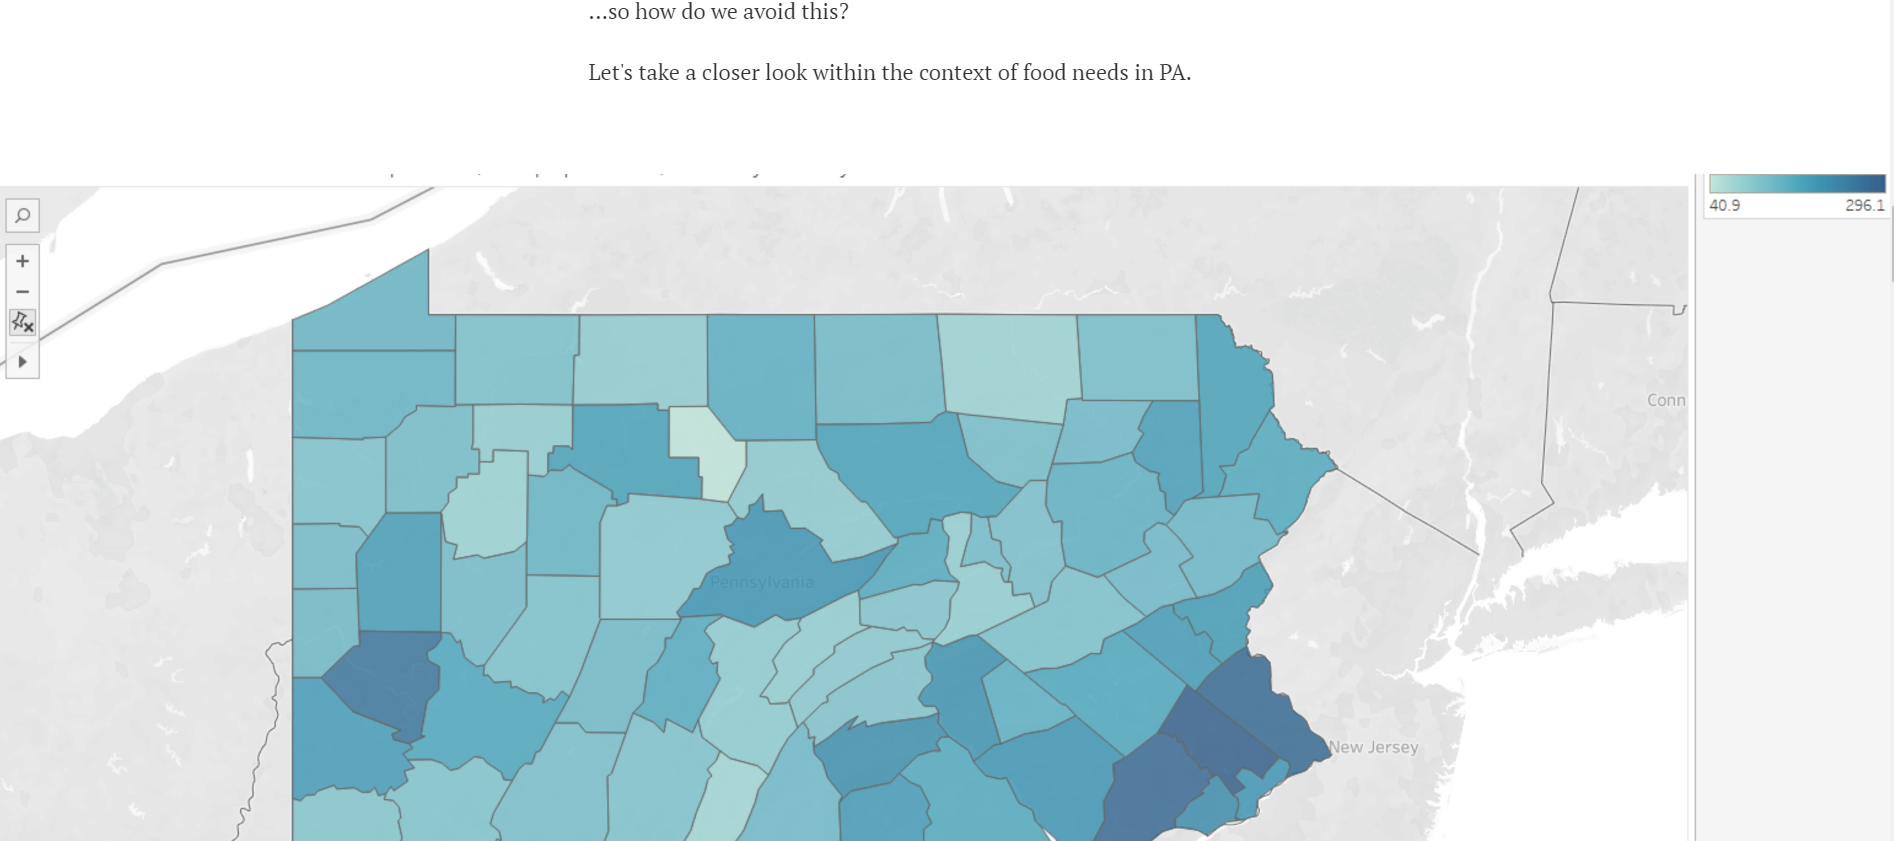 ...so how do we avoid this?
Let's take a closer look within the context of food needs in PA.
40.9 296.1
Conn
Pennsylvania
New Jersey